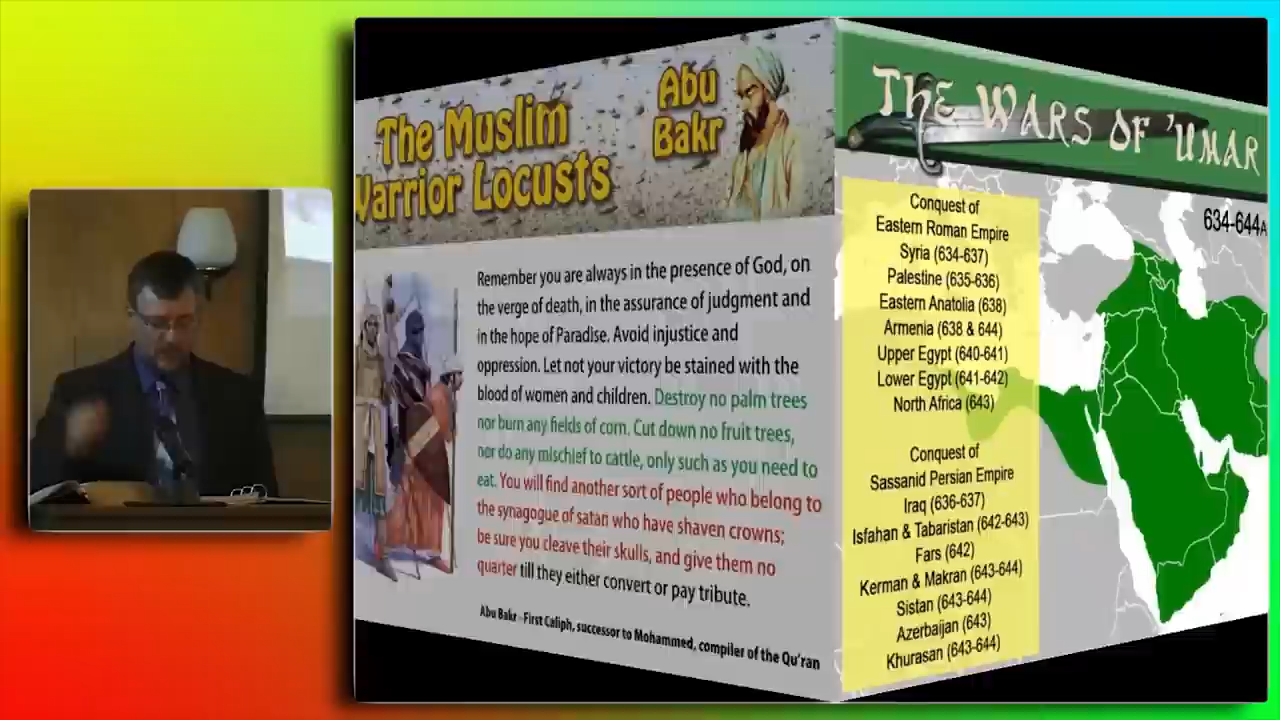 The Muslim
Warrior Locusts
Abu
Bakr
Remember you are always in the presence of God, on
the verge of death, in the assurance of judgment and
in the hope of Paradise. Avoid injustice and
oppression. Let not your victory be stained with the
blood of women and children. Destroy no palm trees
nor burn any fields of corn. Cut down no fruit trees,
nor do any mischief to cattle, only such as you need to
eat. You will find another sort of people who belong to
the synagogue of satan who have shaven crowns;
be sure you cleave their skulls, and give them no
quarter till they either convert or pay tribute.
Abu Bakr - First Caliph, successor to Mohammed, compiler of the Qu'ran
THE WARS OF 'UMAR
634-644A
Conquest of
Eastern Roman Empire
Syria (634-637)
Palestine (635-636)
Eastern Anatolia (638)
Armenia (638 & 644)
Upper Egypt (640-641)
Lower Egypt (641-642)
North Africa (643)
Conquest of
Sassanid Persian Empire
Iraq (636-637)
Isfahan & Tabaristan (642-643)
Fars (642)
Kerman & Makran (643-644)
Sistan (643-644)
Azerbaijan (643)
Khurasan (643-644)